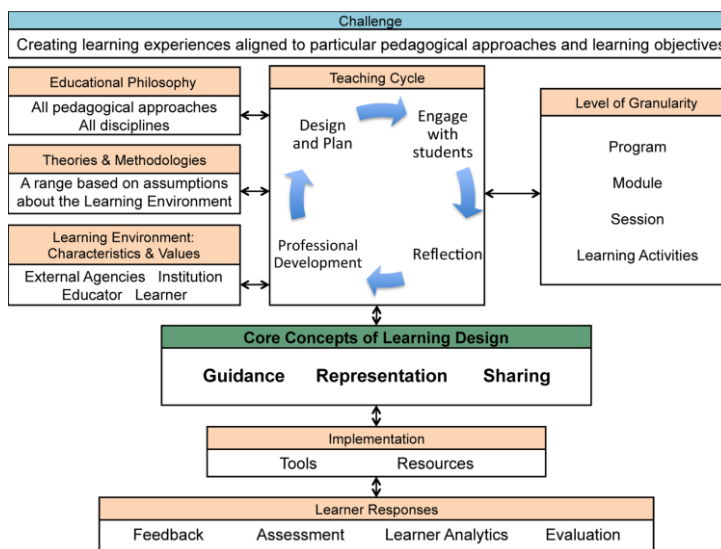 Challenge
Creating learning experiences aligned to particular pedagogical approaches and learning objectives
Educational Philosophy
All pedagogical approaches
All disciplines
Theories & Methodologies
A range based on assumptions
about the Learning Environment
Learning Environment:
Characteristics & Values
External Agencies Institution
Educator Learner
Teaching Cycle
Design
and Plan
Engage
with
students
Reflection
Professional
Development
Level of Granularity
Program
Module
Session
Learning Activities
Core Concepts of Learning Design
Guidance Representation Sharing
Implementation
Tools Resources
Learner Responses
Feedback Assessment Learner Analytics Evaluation